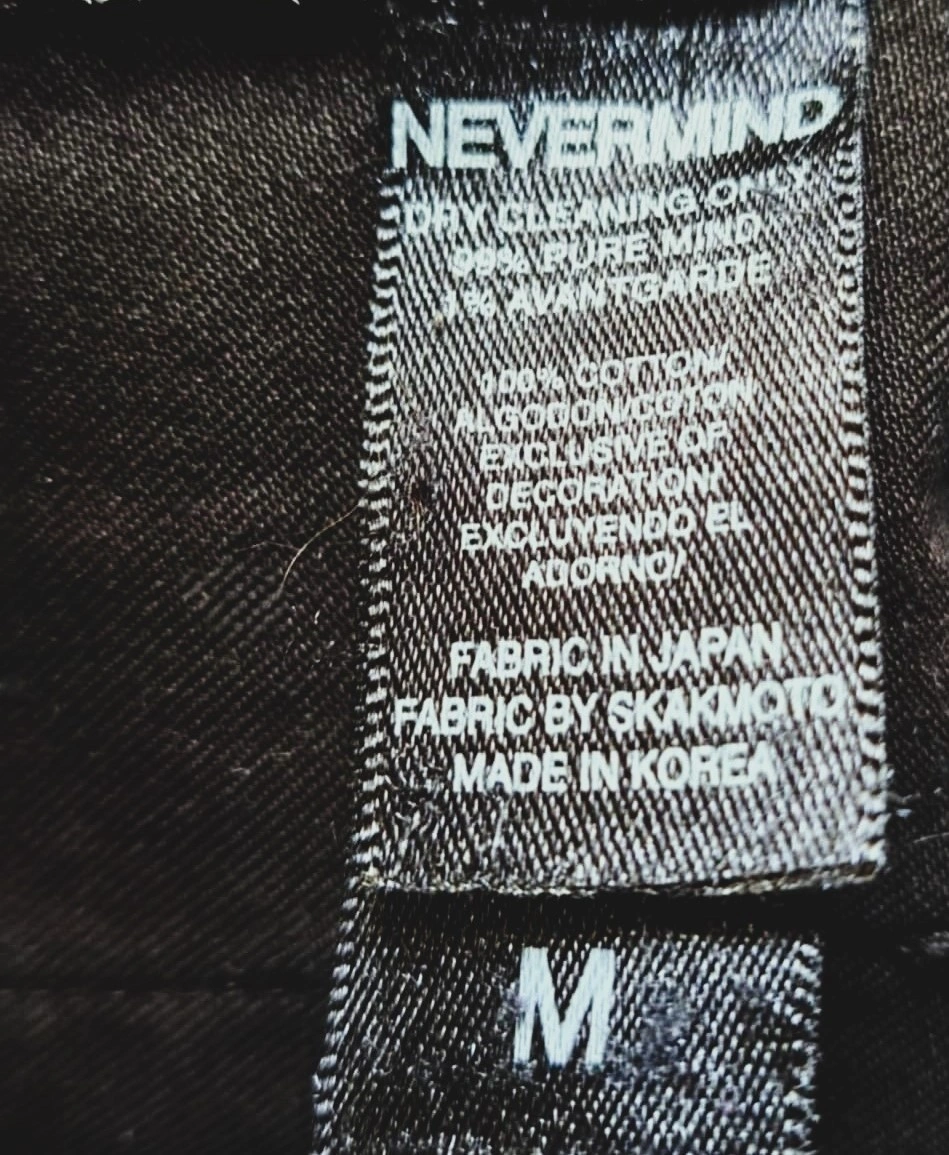 NEVERMIND
DRY CLEANING ONLY
99% PURE MIND
1% AVANTGARDE
100% COTTON/
ALGODON/COTON
EXCLUSIVE OF
DECORATION/
EXCLUYENDO EL
ADORNO/
FABRIC IN JAPAN
FABRIC BY SKAKMOTO
MADE IN KOREA
M